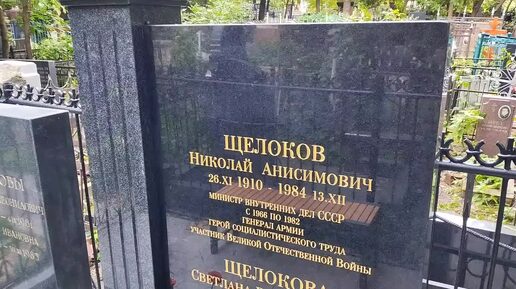 ЩЕЛОКОВ
НИКОЛАЙ АНИСИМОВИЧ
26.XI 1910 - 1984 13.XII
МИНИСТР ВНУТРЕННИХ ДЕЛ СССР
С 1966 ПО 1982
ГЕНЕРАЛ АРМИИ
ГЕРОЙ СОЦИАЛИСТИЧЕСКОГО ТРУДА
УЧАСТНИК ВЕЛИКОЙ ОТЕЧЕСТВЕННОЙ ВОЙНЫ
ЩЕЛОКОВА
СВЕТЛАНА